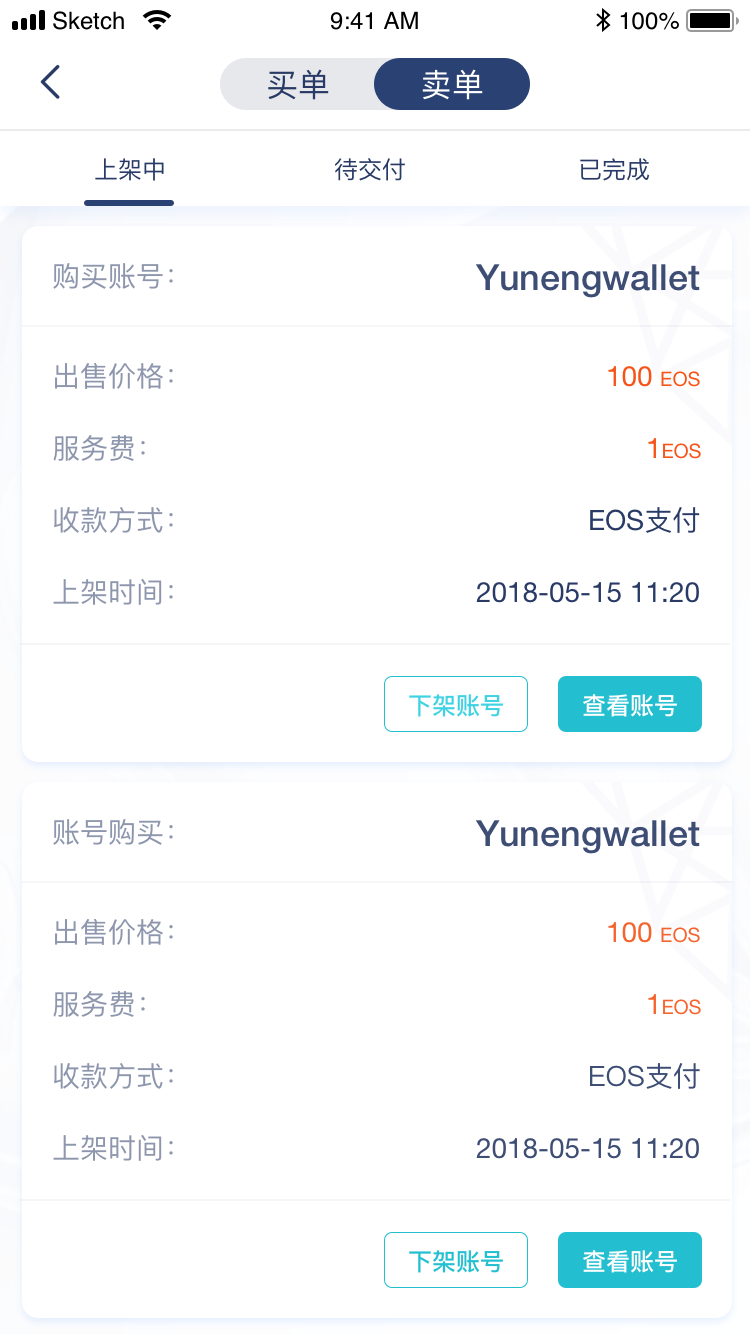 Sketch 9:41 AM 100%
买单 卖单
上架中 待交付 已完成
购买账号: Yunengwallet
出售价格: 100 EOS
服务费: 1EOS
收款方式: EOS支付
上架时间: 2018-05-15 11:20
下架账号 查看账号
账号购买: Yunengwallet
出售价格: 100 EOS
服务费: 1EOS
收款方式: EOS支付
上架时间: 2018-05-15 11:20
下架账号 查看账号